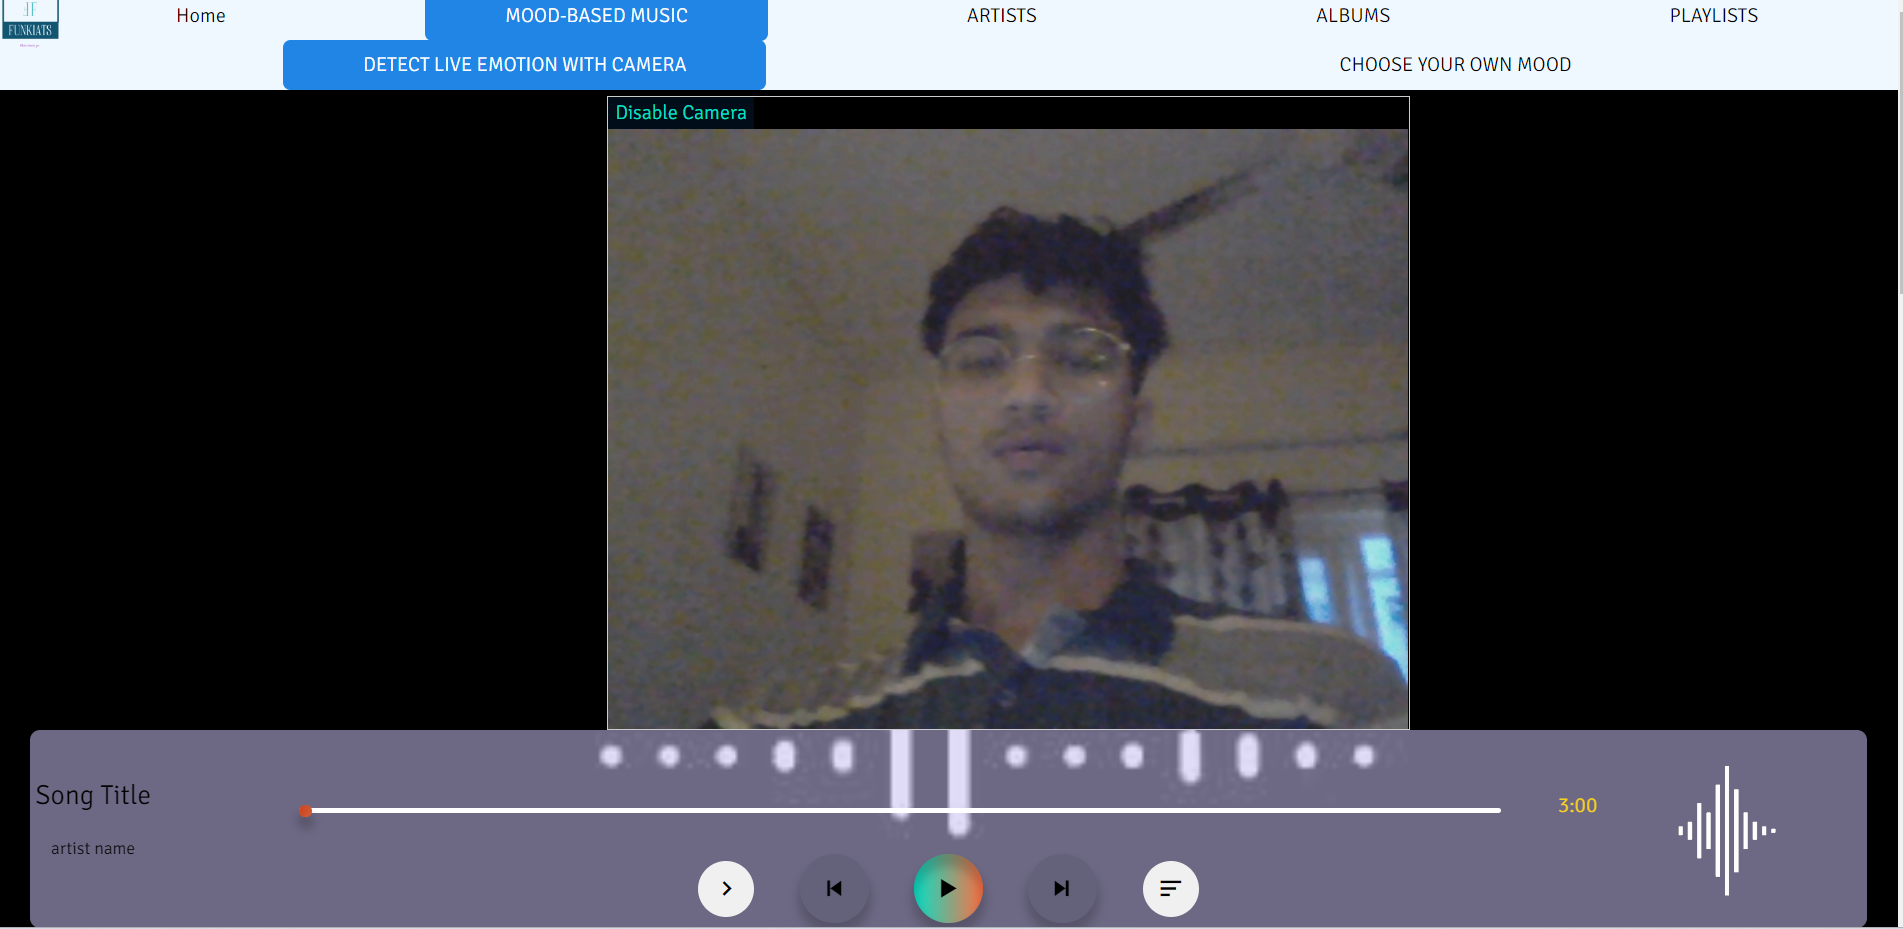 FUNKIATS
Home
MOOD-BASED MUSIC
ARTISTS
ALBUMS
PLAYLISTS
DETECT LIVE EMOTION WITH CAMERA
CHOOSE YOUR OWN MOOD
Disable Camera
Song Title
artist name
3:00